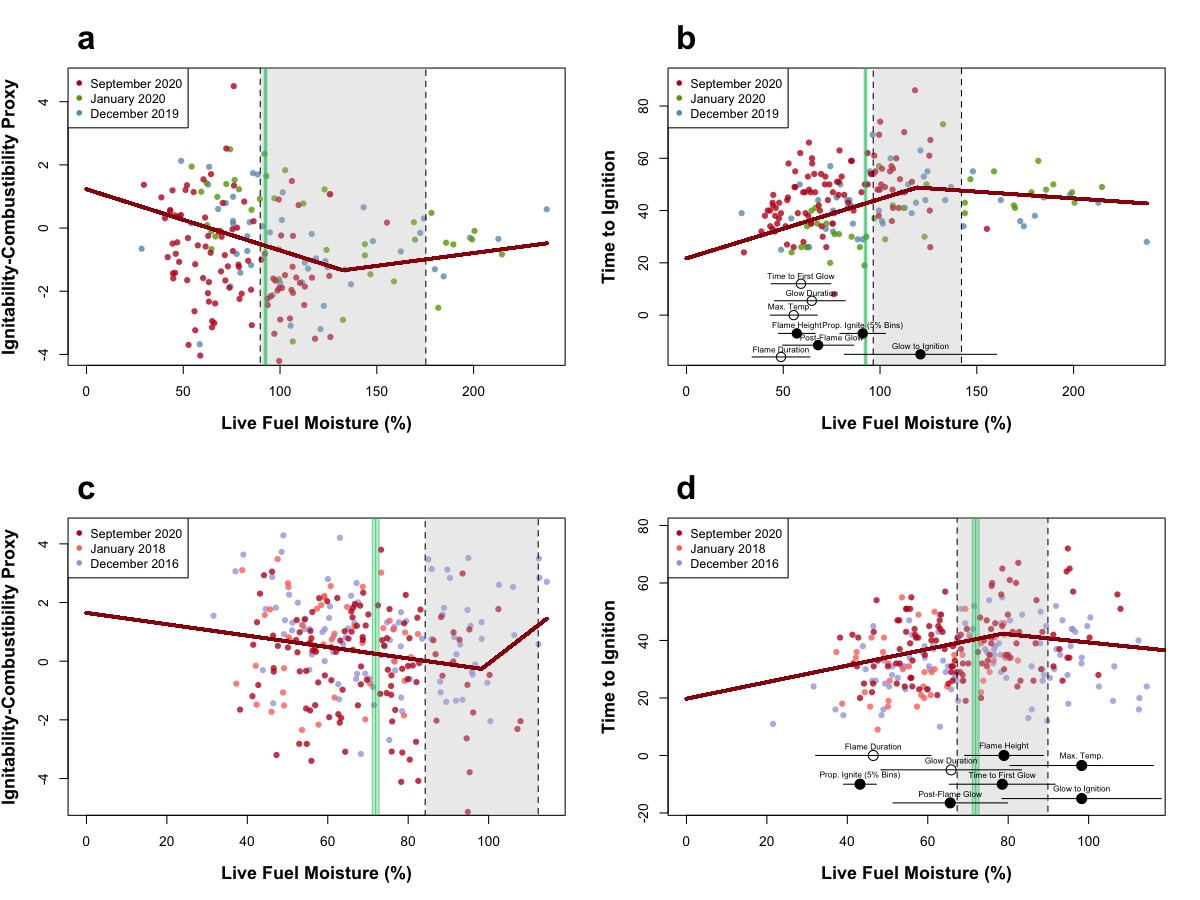 a
September 2020
January 2020
December 2019
Ignitability-Combustibility Proxy
4
2
0
-2
-4
0 50 100 150 200
Live Fuel Moisture (%)
b
September 2020
January 2020
December 2019
Time to Ignition
80
60
40
20
0
Time to First Glow
Glow Duration
Max. Temp.
Flame Height Prop. Ignite (5% Bins)
Post-Flame Glow
Glow to Ignition
Flame Duration
0 50 100 150 200
Live Fuel Moisture (%)
c
September 2020
January 2018
December 2016
Ignitability-Combustibility Proxy
4
2
0
-2
-4
0 20 40 60 80 100
Live Fuel Moisture (%)
d
September 2020
January 2018
December 2016
Time to Ignition
80
60
40
20
0
-20
Flame Duration Flame Height
Glow Duration Max. Temp.
Prop. Ignite (5% Bins) Time to First Glow
Post-Flame Glow Glow to Ignition
0 20 40 60 80 100
Live Fuel Moisture (%)